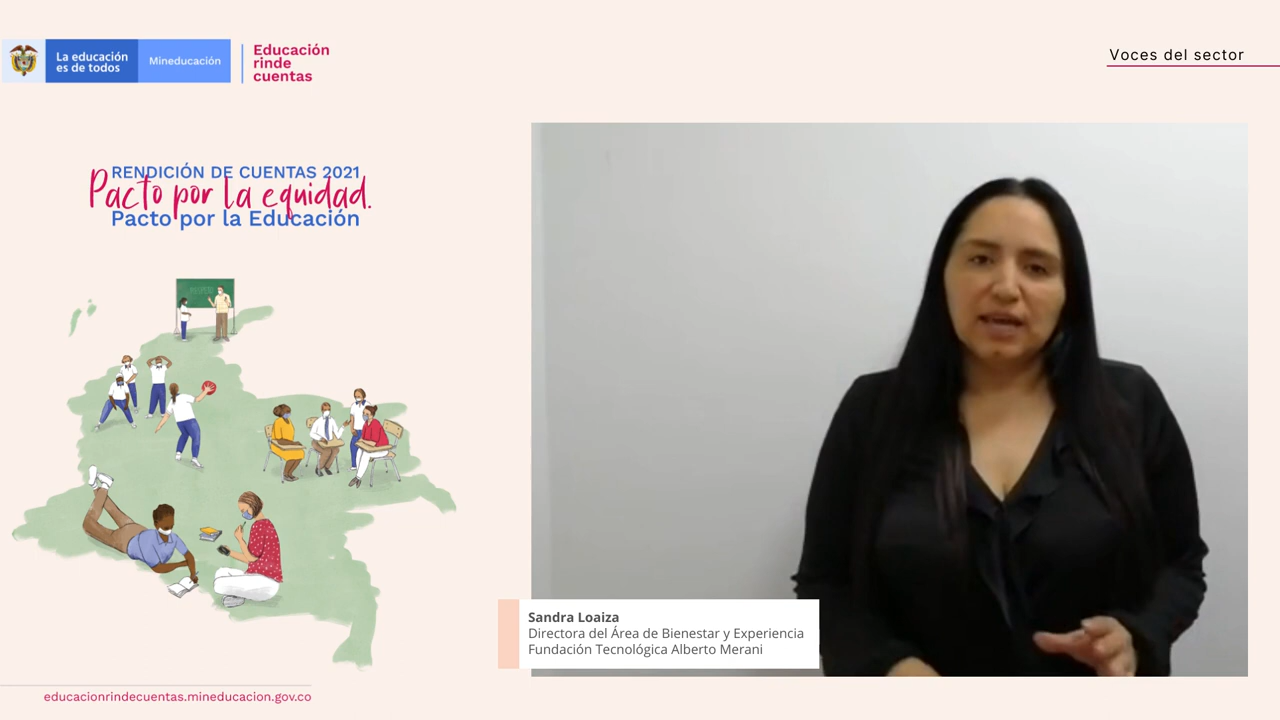 La educación
es de todos
Mineducación
Educación
rinde
cuentas
Voces del sector
RENDICIÓN DE CUENTAS 2021
Pacto por la equidad.
Pacto por la Educación
Sandra Loaiza
Directora del Área de Bienestar y Experiencia
Fundación Tecnológica Alberto Merani
educacionrindecuentas.mineducacion.gov.co